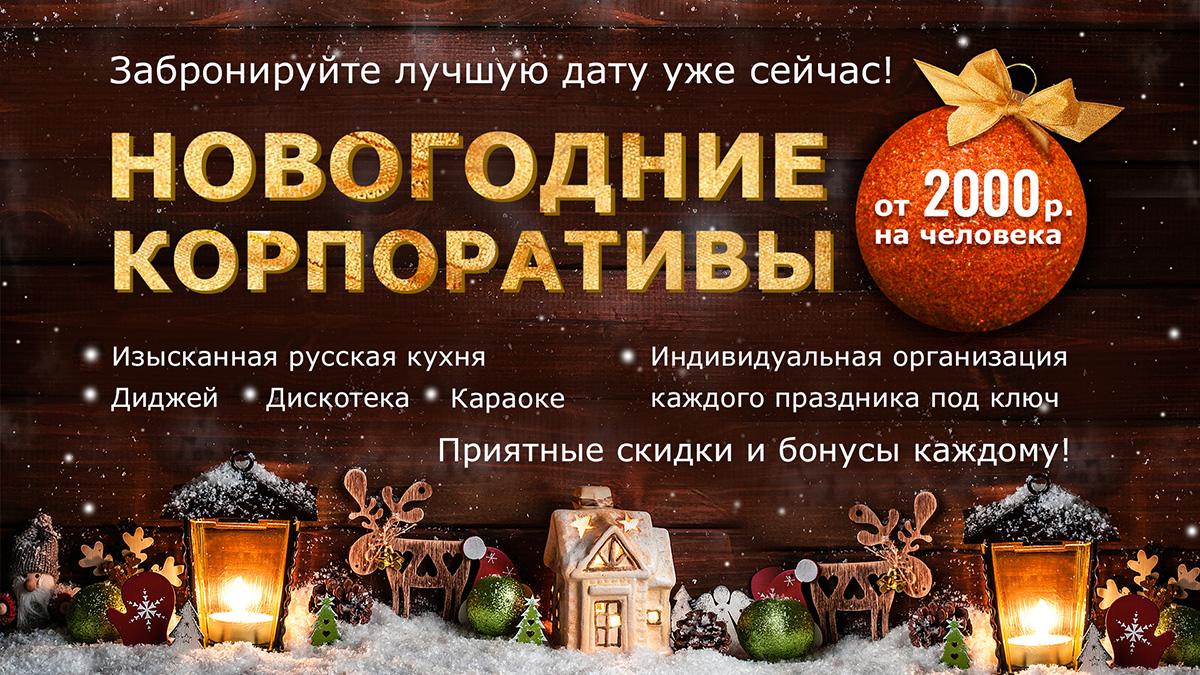 Забронируйте лучшую дату уже сейчас!
НОВОГОДНИЕ
КОРПОРАТИВЫ
от 2000 р.
на человека
Изысканная русская кухня
Диджей Дискотека Караоке
Индивидуальная организация
каждого праздника под ключ
Приятные скидки и бонусы каждому!